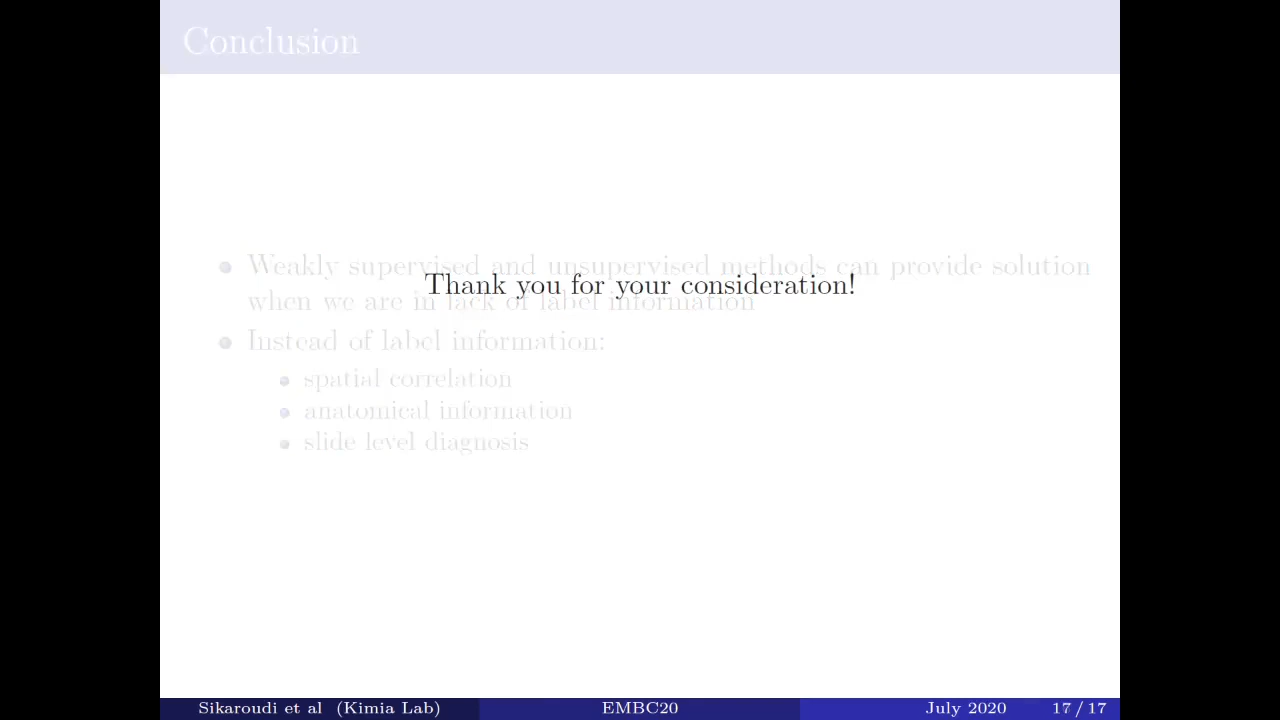 Conclusion
Weakly supervised and unsupervised methods can provide solution
Thank you for your consideration!
when we are in lack of label information
Instead of label information:
spatial correlation
anatomical information
slide level diagnosis
Sikaroudi et al (Kimia Lab) EMBC20 July 2020 17 / 17